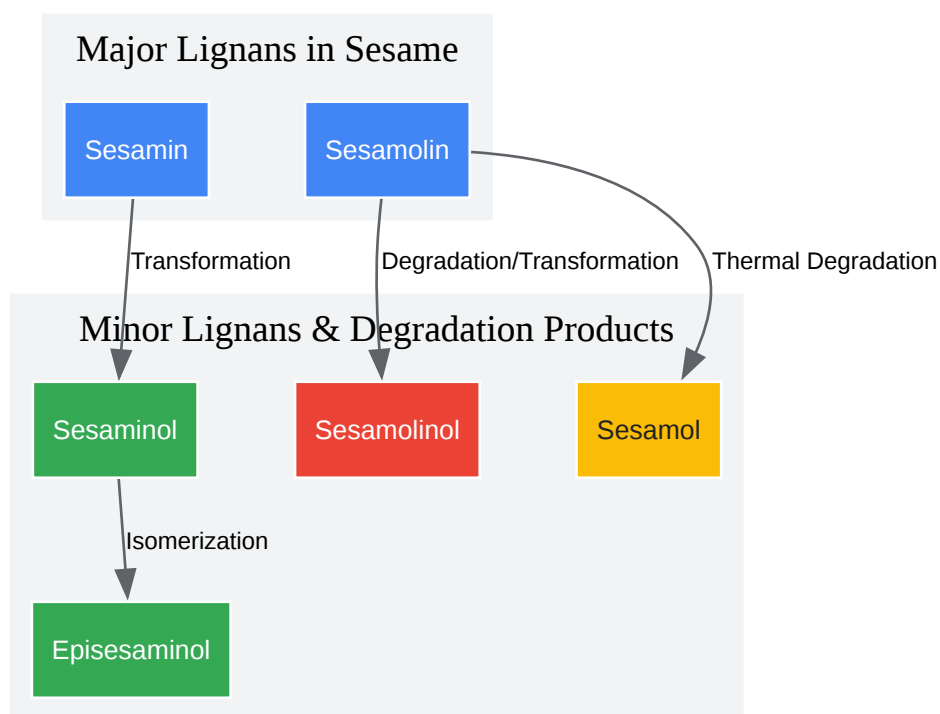 Major Lignans in Sesame
Sesamin
Sesamolin
Transformation
Degradation/Transformation
Thermal Degradation
Minor Lignans & Degradation Products
Sesaminol
Sesamolinol
Sesamol
Isomerization
Episesaminol